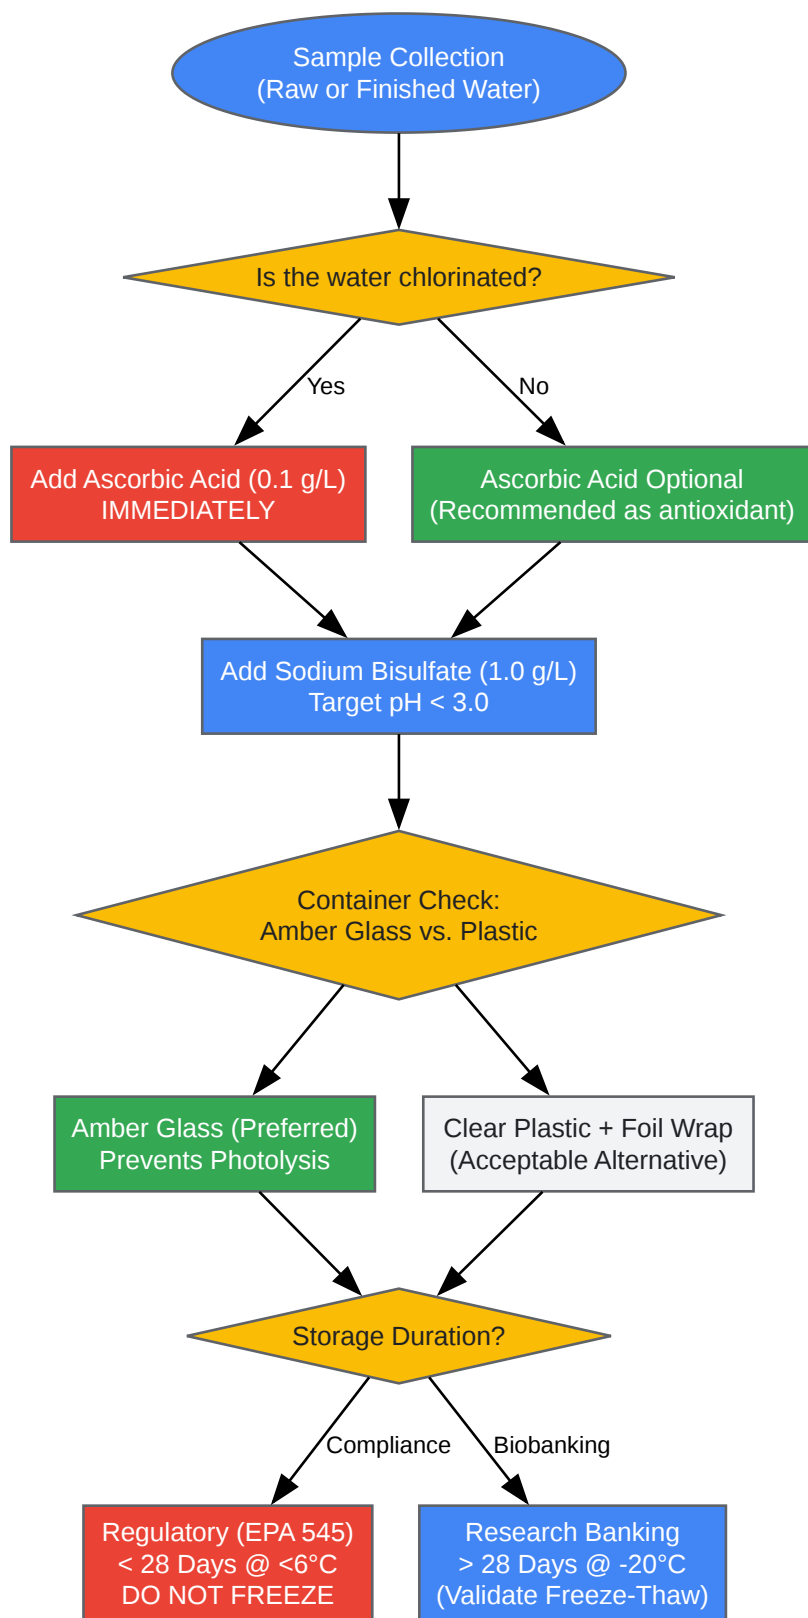 Sample Collection
(Raw or Finished Water)
Is the water chlorinated?
Yes
No
Add Ascorbic Acid (0.1 g/L)
IMMEDIATELY
Ascorbic Acid Optional
(Recommended as antioxidant)
Add Sodium Bisulfate (1.0 g/L)
Target pH < 3.0
Container Check:
Amber Glass vs. Plastic
Amber Glass (Preferred)
Prevents Photolysis
Clear Plastic + Foil Wrap
(Acceptable Alternative)
Storage Duration?
Compliance
Biobanking
Regulatory (EPA 545)
< 28 Days @ <6°C
DO NOT FREEZE
Research Banking
> 28 Days @ -20°C
(Validate Freeze-Thaw)